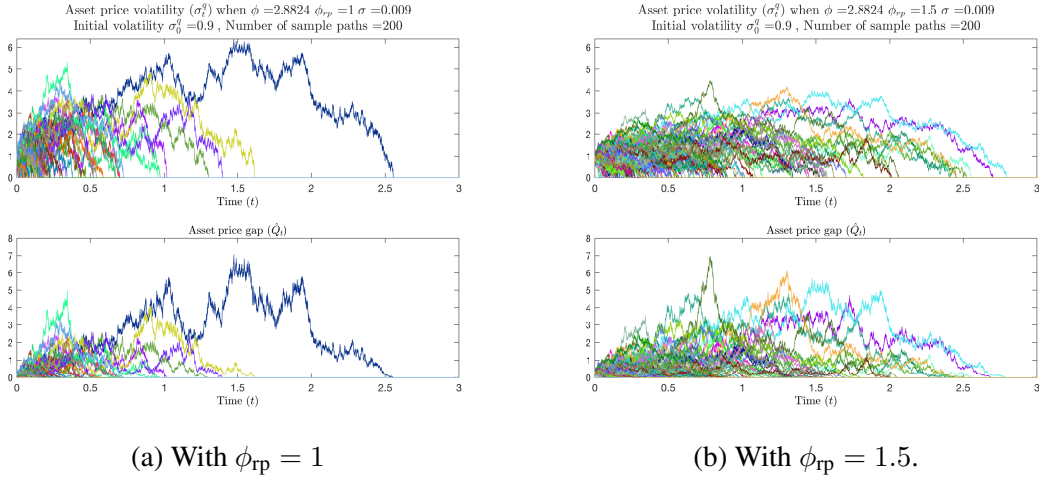 Asset price volatility (σ_t^q) when ϕ =2.8824 ϕ_rp =1 σ =0.009
Initial volatility σ_0^q =0.9 , Number of sample paths =200
6
5
4
3
2
1
0
0 0.5 1 1.5 2 2.5 3
Time (t)
Asset price gap (Q̂_t)
8
7
6
5
4
3
2
1
0
0 0.5 1 1.5 2 2.5 3
Time (t)
(a) With ϕ_rp = 1
Asset price volatility (σ_t^q) when ϕ =2.8824 ϕ_rp =1.5 σ =0.009
Initial volatility σ_0^q =0.9 , Number of sample paths =200
6
5
4
3
2
1
0
0 0.5 1 1.5 2 2.5 3
Time (t)
Asset price gap (Q̂_t)
8
7
6
5
4
3
2
1
0
0 0.5 1 1.5 2 2.5 3
Time (t)
(b) With ϕ_rp = 1.5.